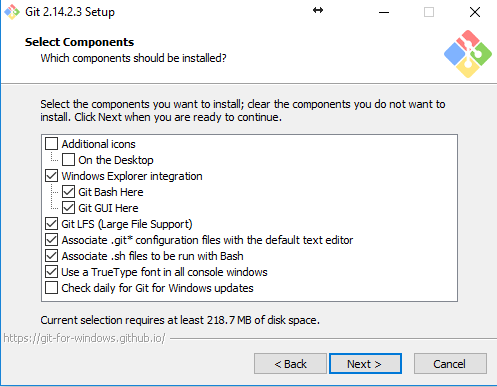 Git 2.14.2.3 Setup
Select Components
Which components should be installed?
Select the components you want to install; clear the components you do not want to
install. Click Next when you are ready to continue.
Additional icons
On the Desktop
Windows Explorer integration
Git Bash Here
Git GUI Here
Git LFS (Large File Support)
Associate .git* configuration files with the default text editor
Associate .sh files to be run with Bash
Use a TrueType font in all console windows
Check daily for Git for Windows updates
Current selection requires at least 218.7 MB of disk space.
https://git-for-windows.github.io/
< Back
Next >
Cancel